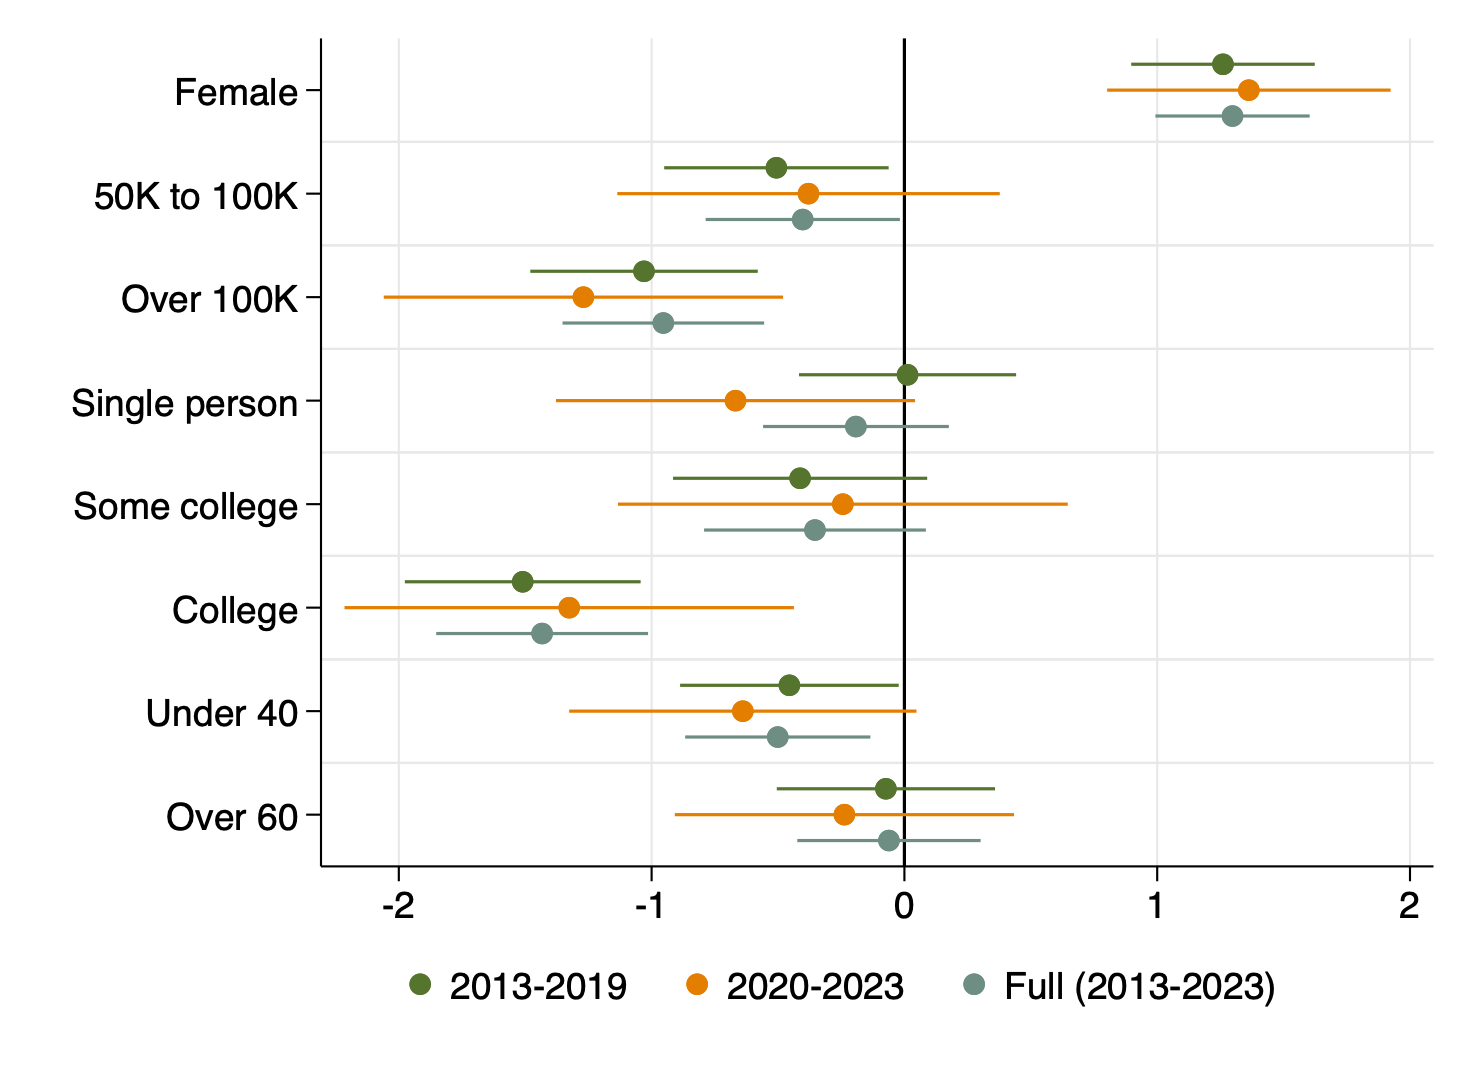 Female
50K to 100K
Over 100K
Single person
Some college
College
Under 40
Over 60
-2 -1 0 1 2
2013-2019 2020-2023 Full (2013-2023)